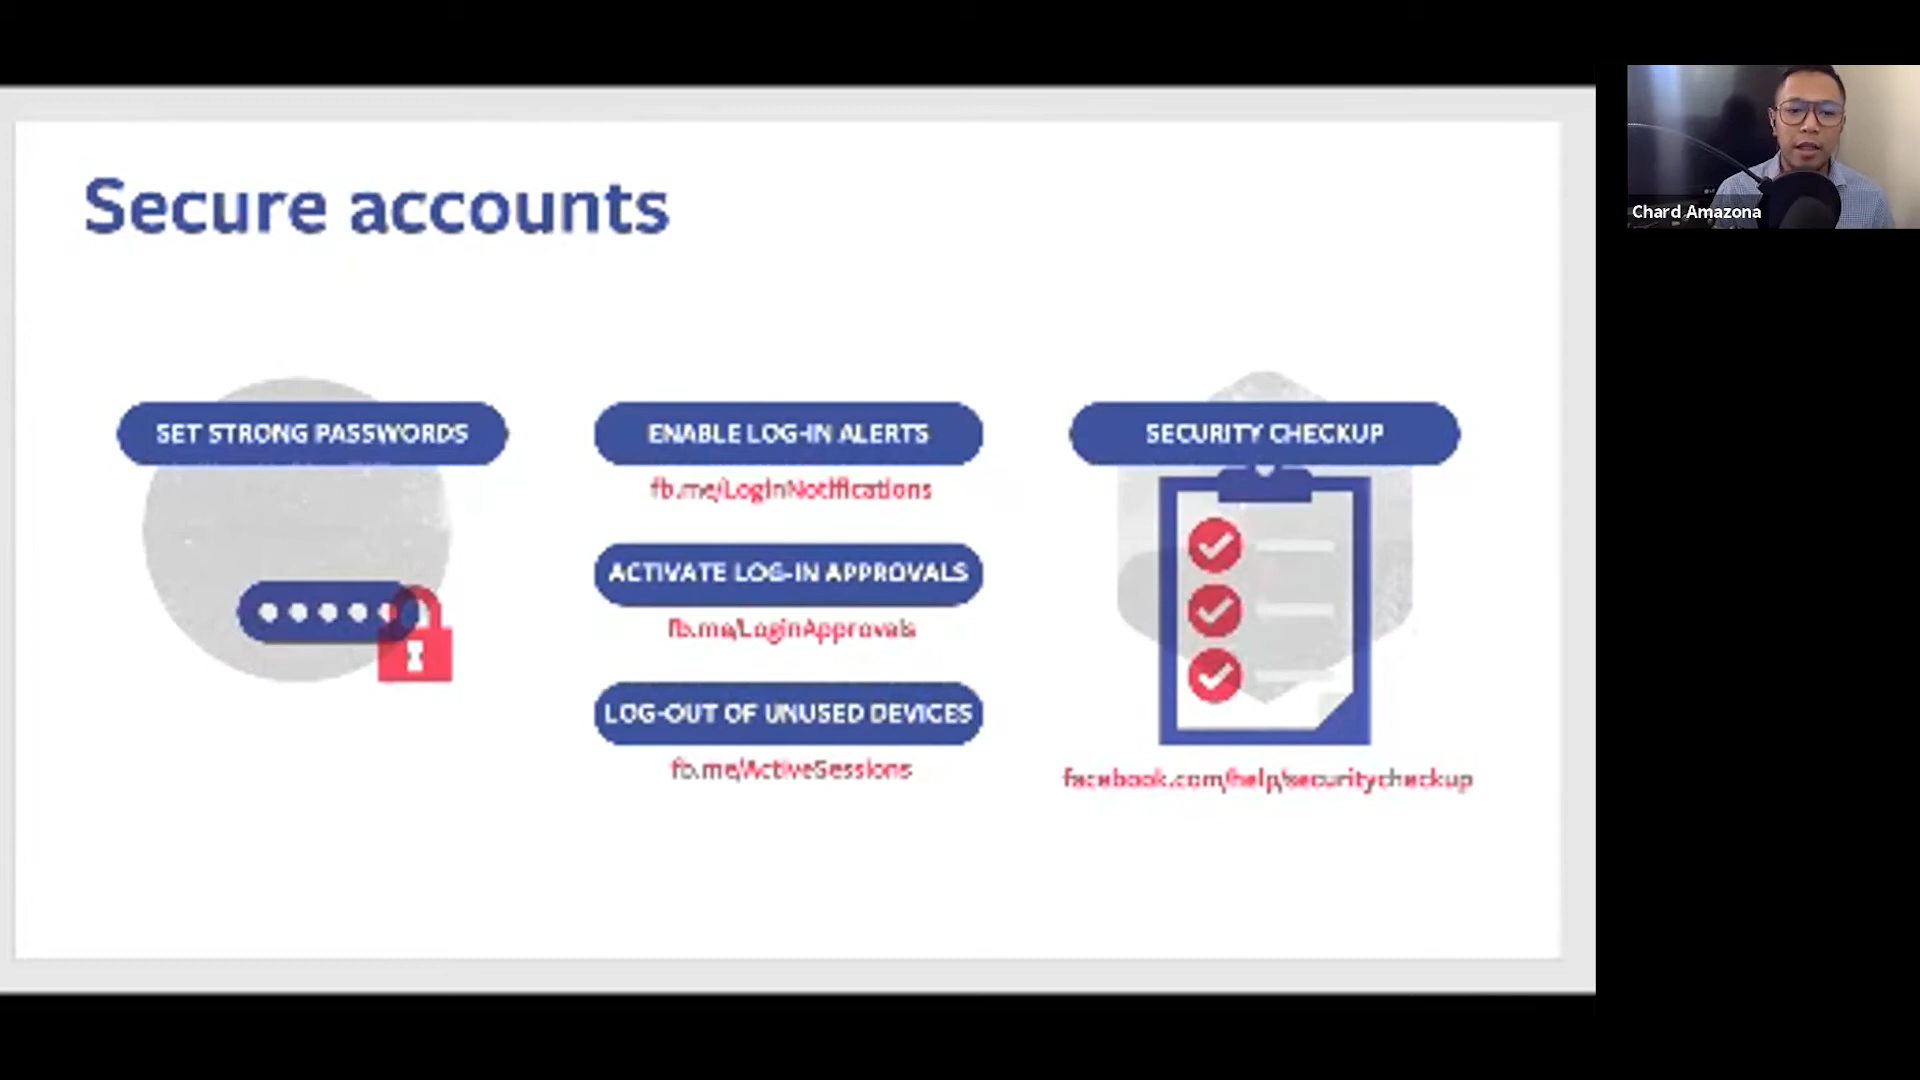 Secure accounts
SET STRONG PASSWORDS
ENABLE LOG-IN ALERTS
fb.me/LoginNotifications
ACTIVATE LOG-IN APPROVALS
fb.me/LoginApprovals
LOG-OUT OF UNUSED DEVICES
fb.me/ActiveSessions
SECURITY CHECKUP
facebook.com/help/securitycheckup
Chard Amazona